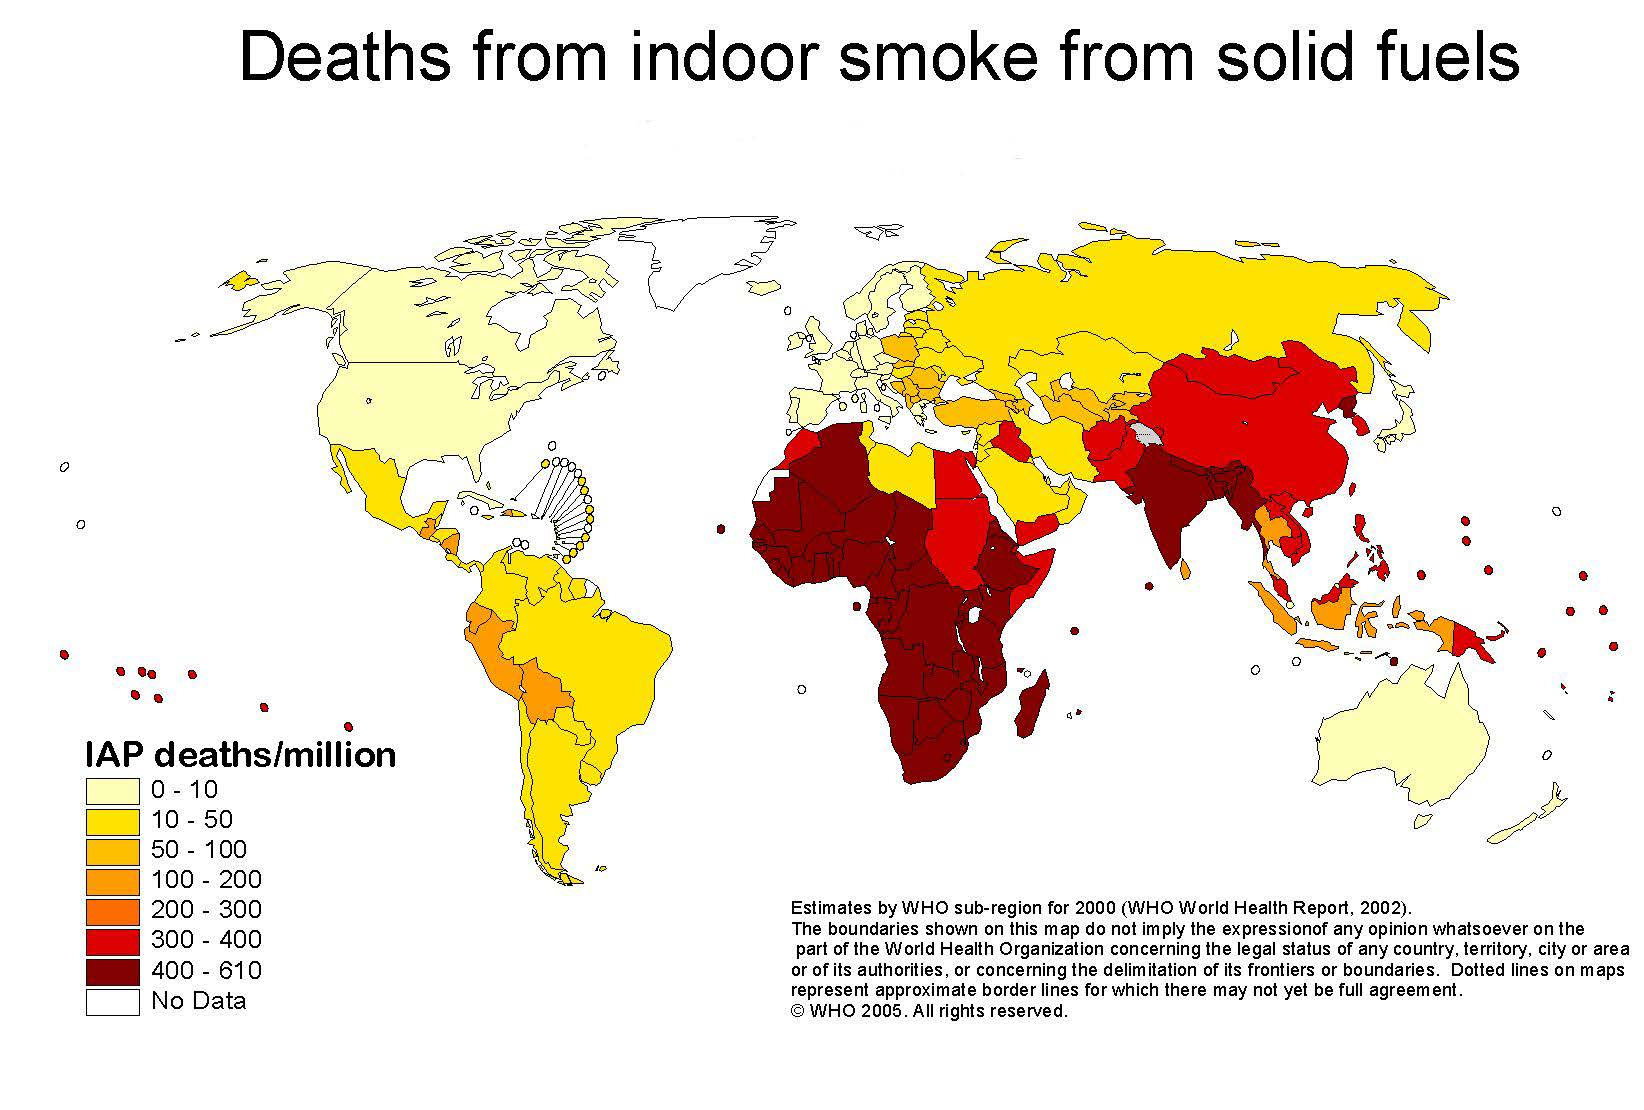 Deaths from indoor smoke from solid fuels
IAP deaths/million
0 - 10
10 - 50
50 - 100
100 - 200
200 - 300
300 - 400
400 - 610
No Data
Estimates by WHO sub-region for 2000 (WHO World Health Report, 2002).
The boundaries shown on this map do not imply the expressionof any opinion whatsoever on the
part of the World Health Organization concerning the legal status of any country, territory, city or area
or of its authorities, or concerning the delimitation of its frontiers or boundaries. Dotted lines on maps
represent approximate border lines for which there may not yet be full agreement.
© WHO 2005. All rights reserved.